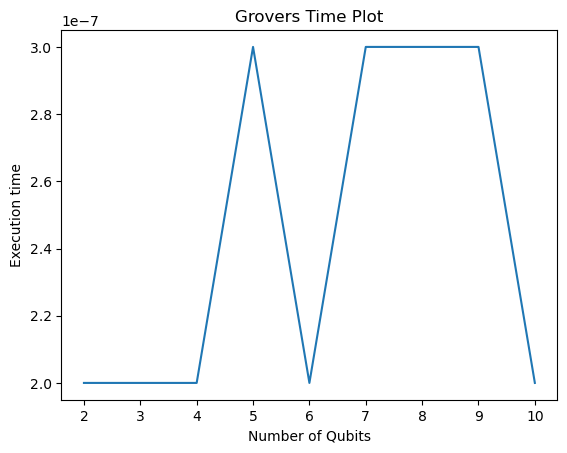 Grovers Time Plot
1e−7
3.0
2.8
2.6
2.4
2.2
2.0
Execution time
2 3 4 5 6 7 8 9 10
Number of Qubits